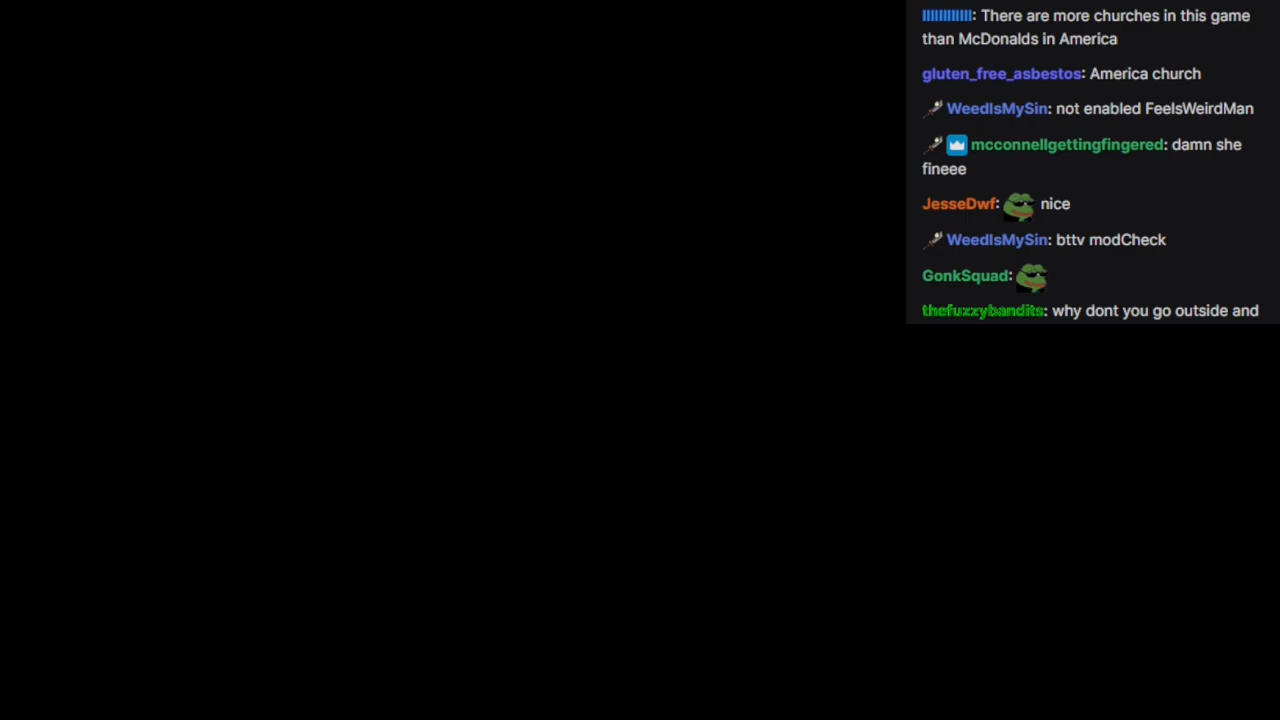 llllllllllll: There are more churches in this game
than McDonalds in America
gluten_free_asbestos: America church
WeedIsMySin: not enabled FeelsWeirdMan
mcconnellgettingfingered: damn she
fineee
JesseDwf: nice
WeedIsMySin: bttv modCheck
GonkSquad:
thefuzzybandits: why dont you go outside and